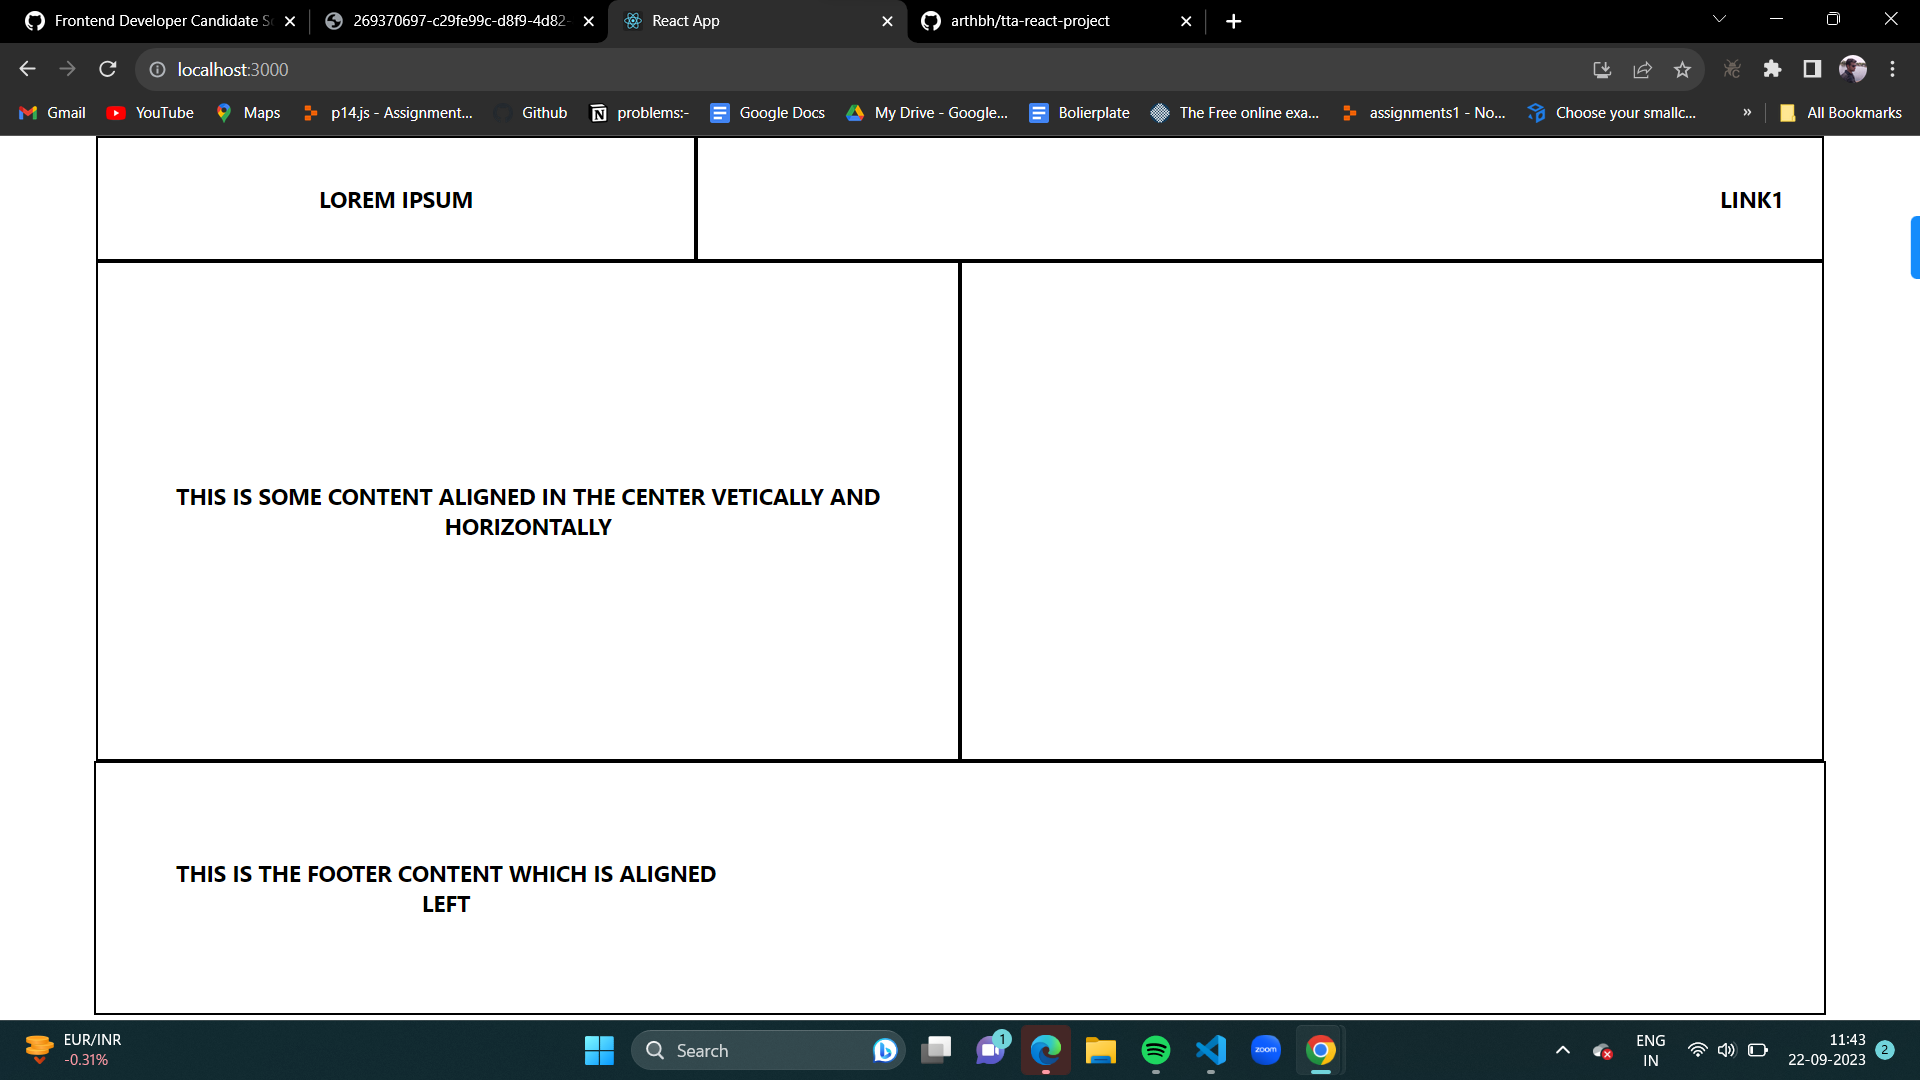 Frontend Developer Candidate S
269370697-c29fe99c-d8f9-4d82-
React App
arthbh/tta-react-project
localhost:3000
Gmail
YouTube
Maps
p14.js - Assignment...
Github
problems:-
Google Docs
My Drive - Google...
Bolierplate
The Free online exa...
assignments1 - No...
Choose your smallc...
»
All Bookmarks
LOREM IPSUM
LINK1
THIS IS SOME CONTENT ALIGNED IN THE CENTER VETICALLY AND
HORIZONTALLY
THIS IS THE FOOTER CONTENT WHICH IS ALIGNED
LEFT
EUR/INR
-0.31%
Search
1
zoom
ENG
IN
11:43
22-09-2023
2